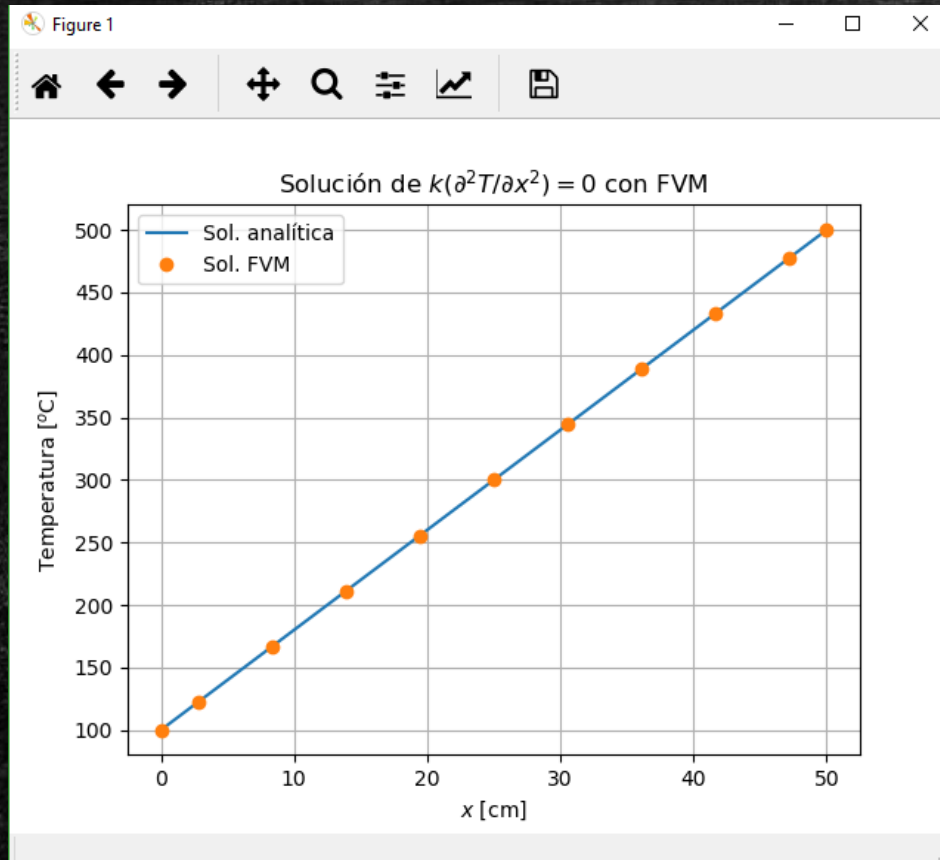 Figure 1
Solución de k(∂²T/∂x²) = 0 con FVM
Sol. analítica
Sol. FVM
500
450
400
350
300
250
200
150
100
Temperatura [ºC]
0 10 20 30 40 50
x [cm]